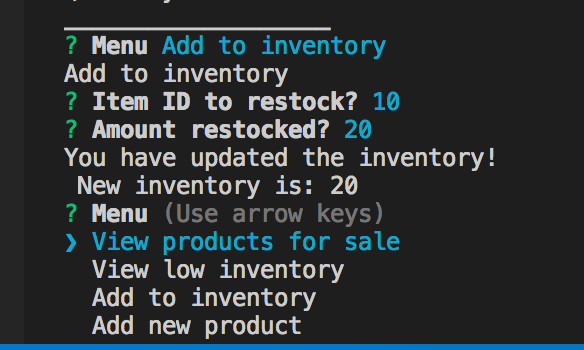 ? Menu Add to inventory
Add to inventory
? Item ID to restock? 10
? Amount restocked? 20
You have updated the inventory!
New inventory is: 20
? Menu (Use arrow keys)
❯ View products for sale
View low inventory
Add to inventory
Add new product